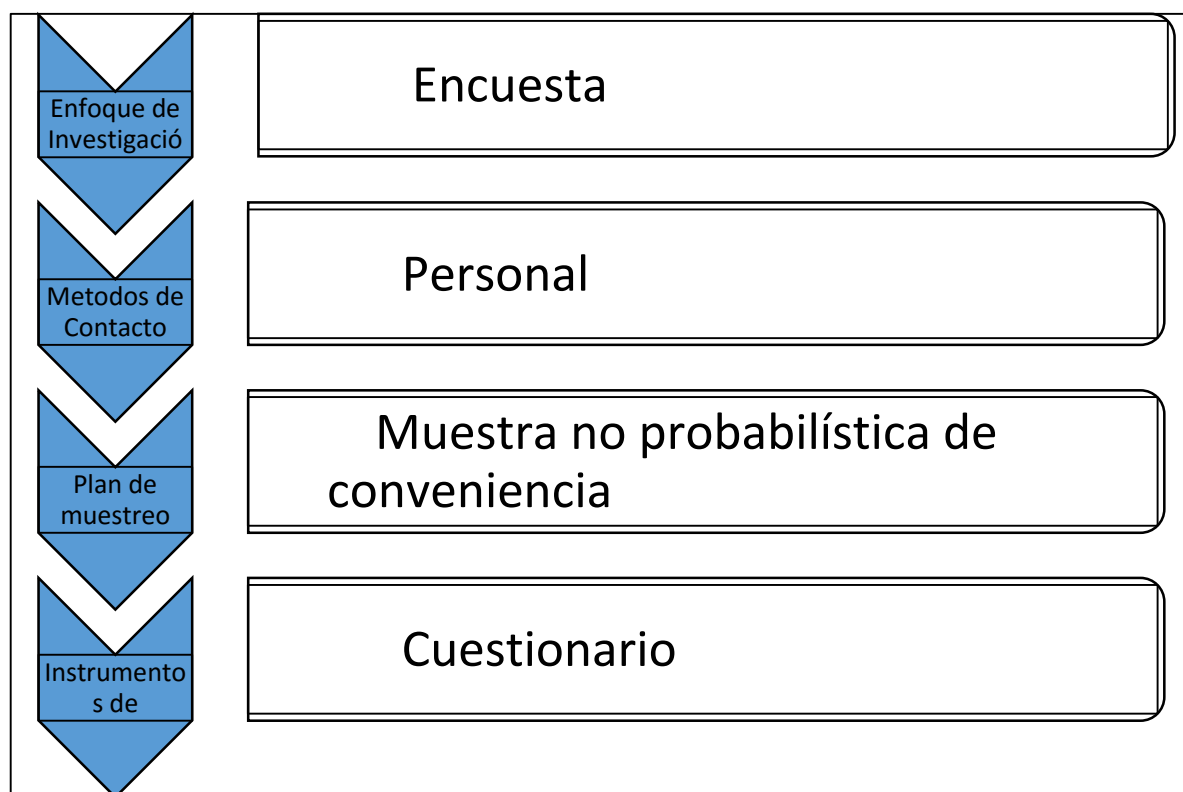 Enfoque de
Investigació
Encuesta
Metodos de
Contacto
Personal
Plan de
muestreo
Muestra no probabilística de
conveniencia
Instrumento
s de
Cuestionario